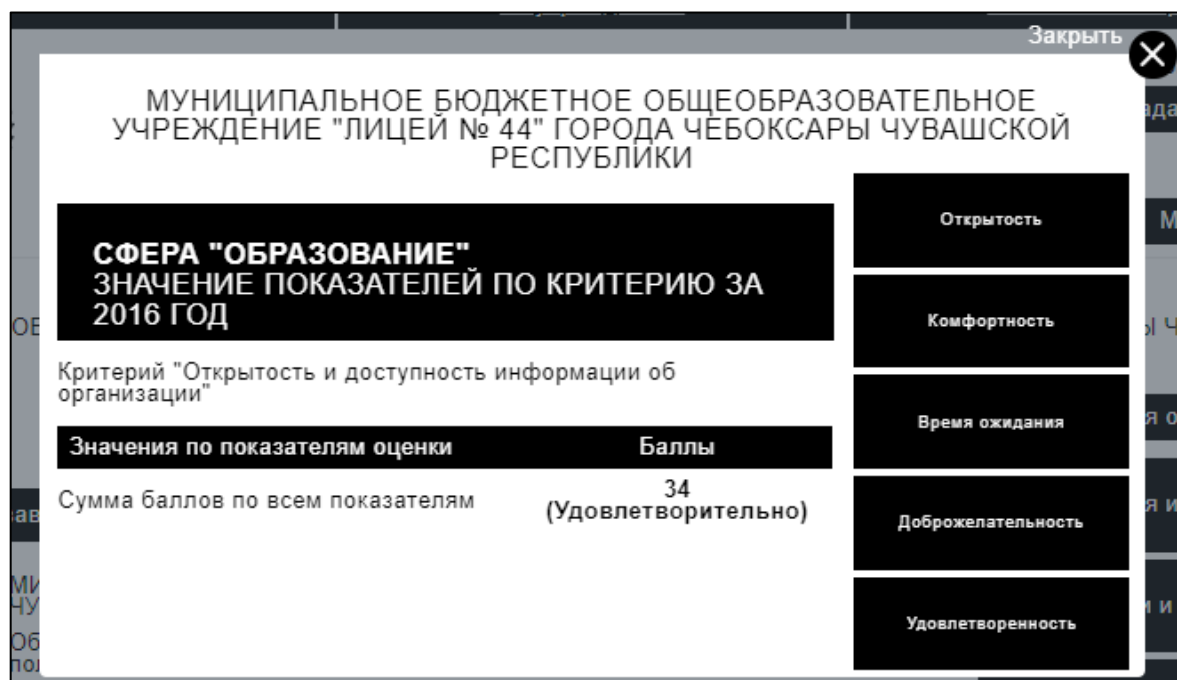 Закрыть
МУНИЦИПАЛЬНОЕ БЮДЖЕТНОЕ ОБЩЕОБРАЗОВАТЕЛЬНОЕ
УЧРЕЖДЕНИЕ "ЛИЦЕЙ № 44" ГОРОДА ЧЕБОКСАРЫ ЧУВАШСКОЙ
РЕСПУБЛИКИ
СФЕРА "ОБРАЗОВАНИЕ"
ЗНАЧЕНИЕ ПОКАЗАТЕЛЕЙ ПО КРИТЕРИЮ ЗА
2016 ГОД
Критерий "Открытость и доступность информации об
организации"
Значения по показателям оценки Баллы
Сумма баллов по всем показателям 34
(Удовлетворительно)
Открытость
Комфортность
Время ожидания
Доброжелательность
Удовлетворенность